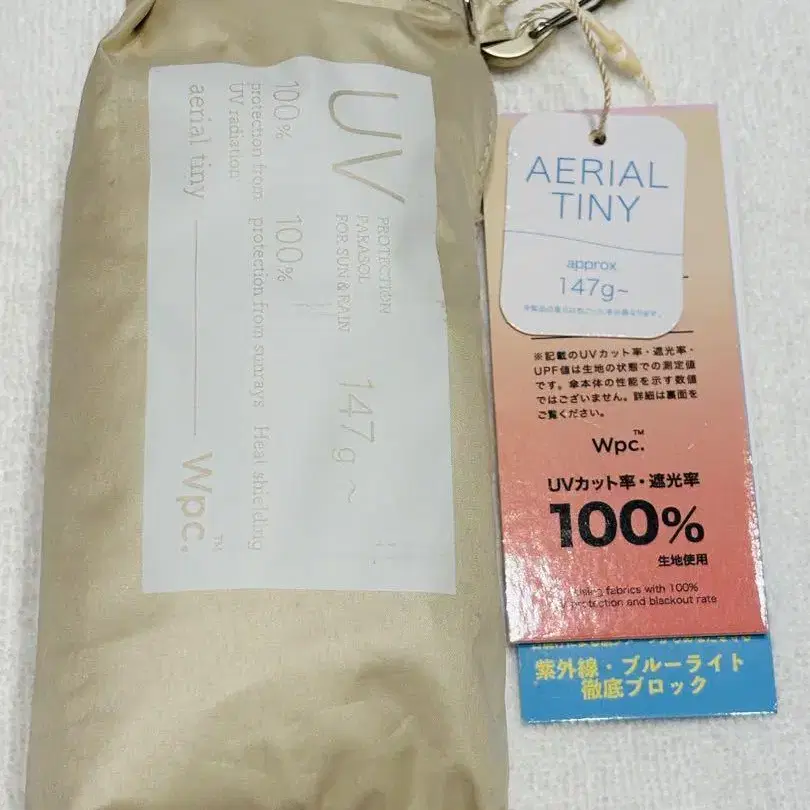 UV
PROTECTION
PARASOL
FOR SUN & RAIN
147g~
100%
protection from
UV radiation
100%
protection from sunrays
Heat shielding
aerial tiny
Wpc.™
AERIAL
TINY
approx
147g~
※記載のUVカット率・遮光率・
UPF値は生地の状態での測定値
です。傘本体の性能を示す数値
ではございません。詳細は裏面を
ご覧ください。
Wpc.™
UVカット率・遮光率
100%
生地使用
Using fabrics with 100%
UV protection and blackout rate
紫外線・ブルーライト
徹底ブロック